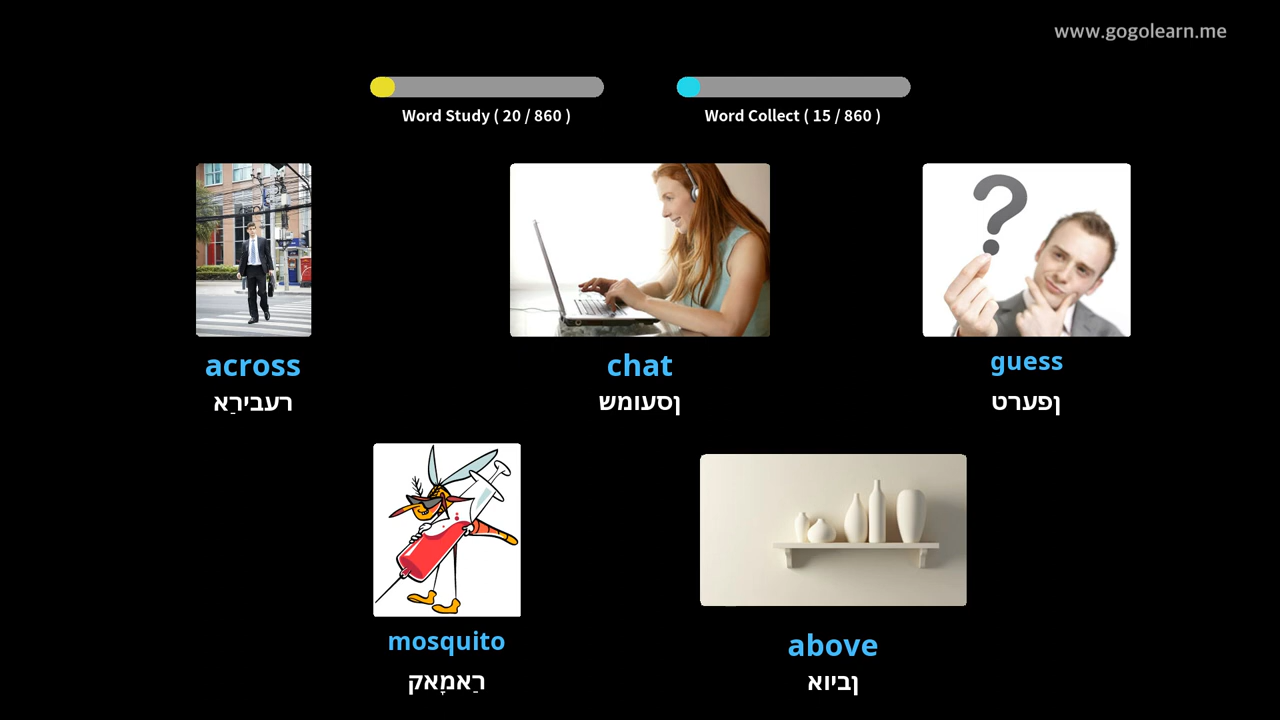 www.gogolearn.me
Word Study ( 20 / 860 )
Word Collect ( 15 / 860 )
across
רעבירַא
chat
ןסעומש
guess
ןפערט
mosquito
רַאמָאק
above
ןביוא